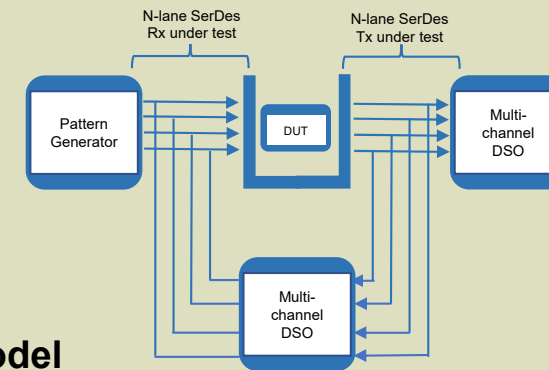 N-lane SerDes
Rx under test
N-lane SerDes
Tx under test
Pattern
Generator
DUT
Multi-
channel
DSO
Multi-
channel
DSO
odel